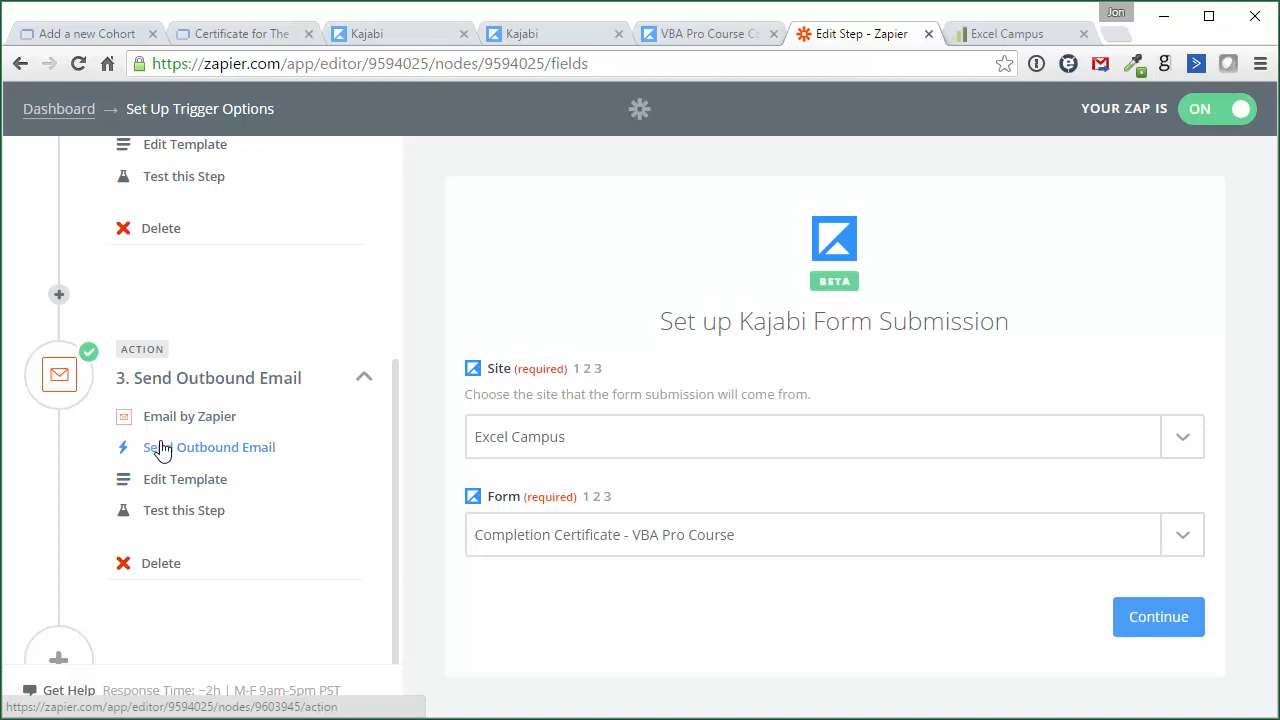 Jon
Add a new cohort
Certificate for The
Kajabi
Kajabi
VBA Pro Course Co
Edit Step - Zapier
Excel Campus
https://zapier.com/app/editor/9594025/nodes/9594025/fields
Dashboard → Set Up Trigger Options
YOUR ZAP IS ON
Edit Template
Test this Step
Delete
ACTION
3. Send Outbound Email
Email by Zapier
Send Outbound Email
Edit Template
Test this Step
Delete
Get Help Response Time: ~2h | M-F 9am-5pm PST
https://zapier.com/app/editor/9594025/nodes/9603945/action
BETA
Set up Kajabi Form Submission
Site (required) 1 2 3
Choose the site that the form submission will come from.
Excel Campus
Form (required) 1 2 3
Completion Certificate - VBA Pro Course
Continue